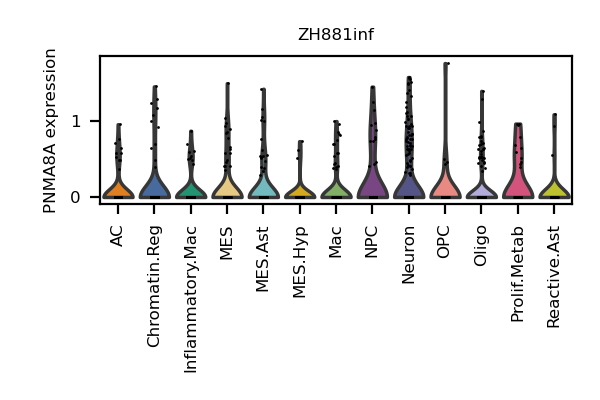 ZH881inf
PNMA8A expression
1
0
AC
Chromatin.Reg
Inflammatory.Mac
MES
MES.Ast
MES.Hyp
Mac
NPC
Neuron
OPC
Oligo
Prolif.Metab
Reactive.Ast